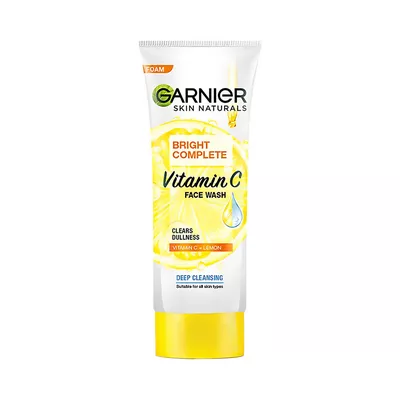 FOAM
GARNIER
SKIN NATURALS
BRIGHT
COMPLETE
Vitamin C
FACE WASH
CLEARS
DULLNESS
VITAMIN C + LEMON
DEEP CLEANSING
Suitable for all skin types